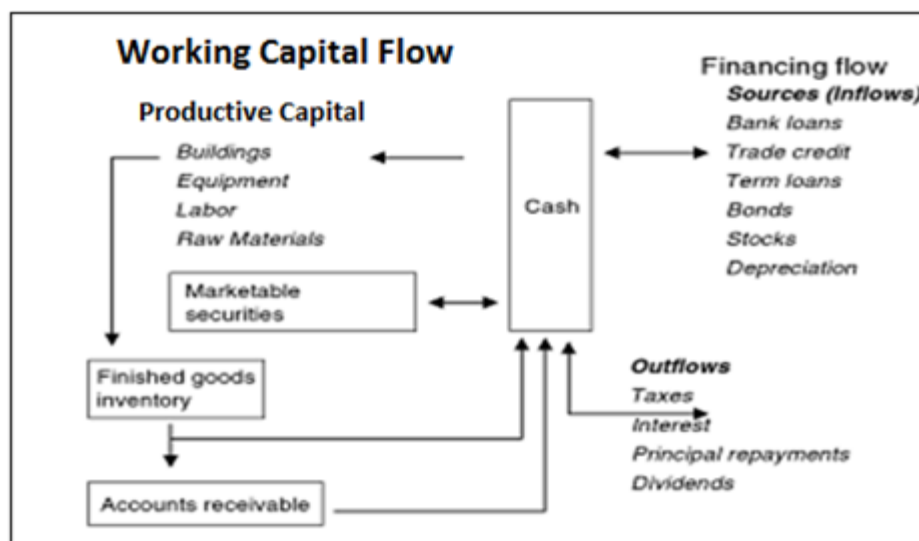 Working Capital Flow
Productive Capital
Buildings
Equipment
Labor
Raw Materials
Marketable
securities
Finished goods
inventory
Accounts receivable
Cash
Financing flow
Sources (Inflows)
Bank loans
Trade credit
Term loans
Bonds
Stocks
Depreciation
Outflows
Taxes
Interest
Principal repayments
Dividends